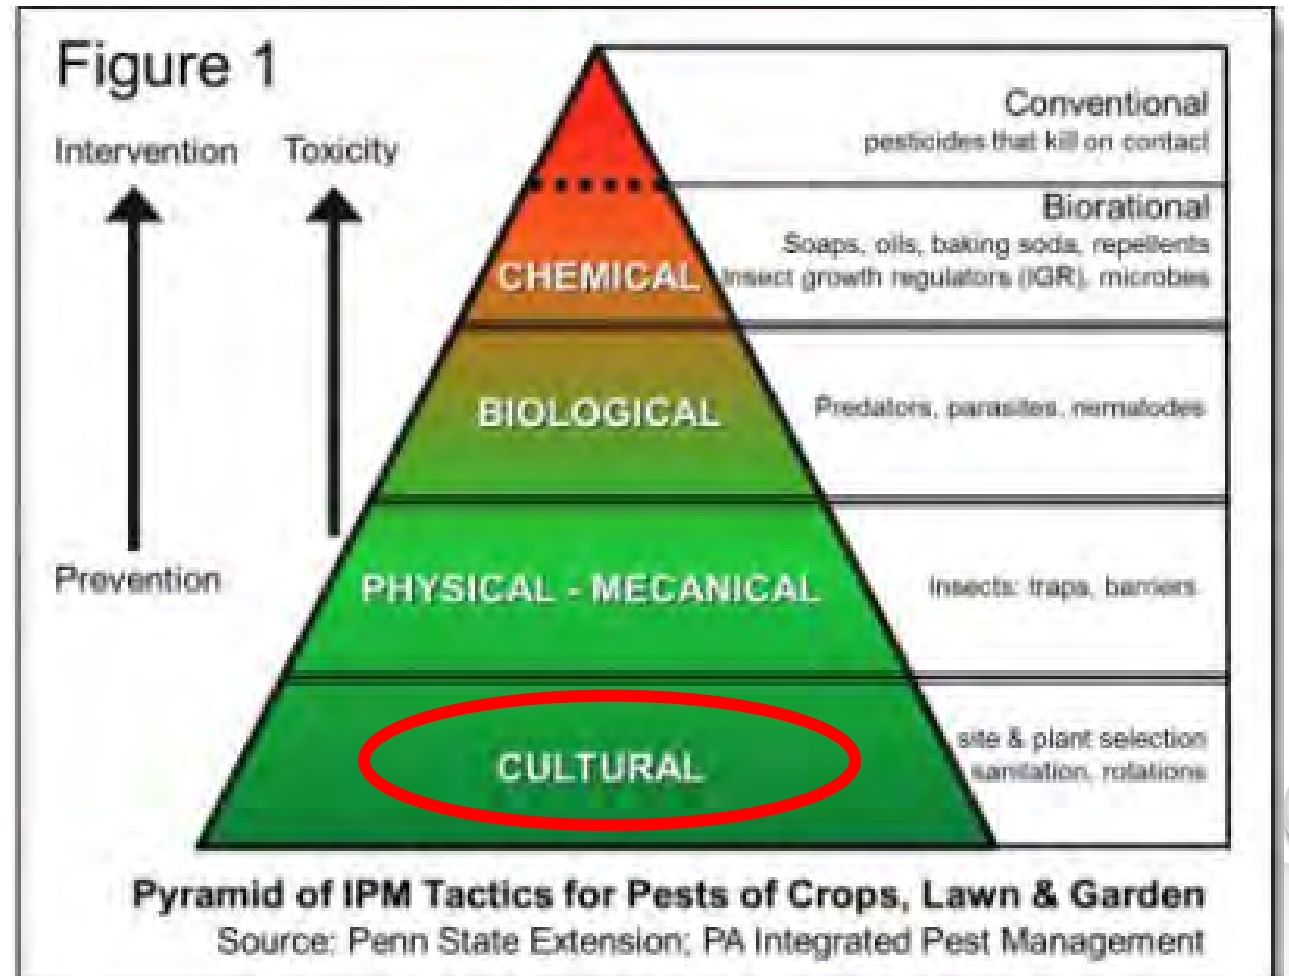 Figure 1
Intervention
Toxicity
Prevention
Conventional
pesticides that kill on contact
Biorational
Soaps, oils, baking soda, repellents
Insect growth regulators (IGR), microbes
CHEMICAL
BIOLOGICAL
Predators, parasites, nematodes
PHYSICAL - MECANICAL
Insects: traps, barriers
CULTURAL
site & plant selection
sanitation, rotations
Pyramid of IPM Tactics for Pests of Crops, Lawn & Garden
Source: Penn State Extension; PA Integrated Pest Management